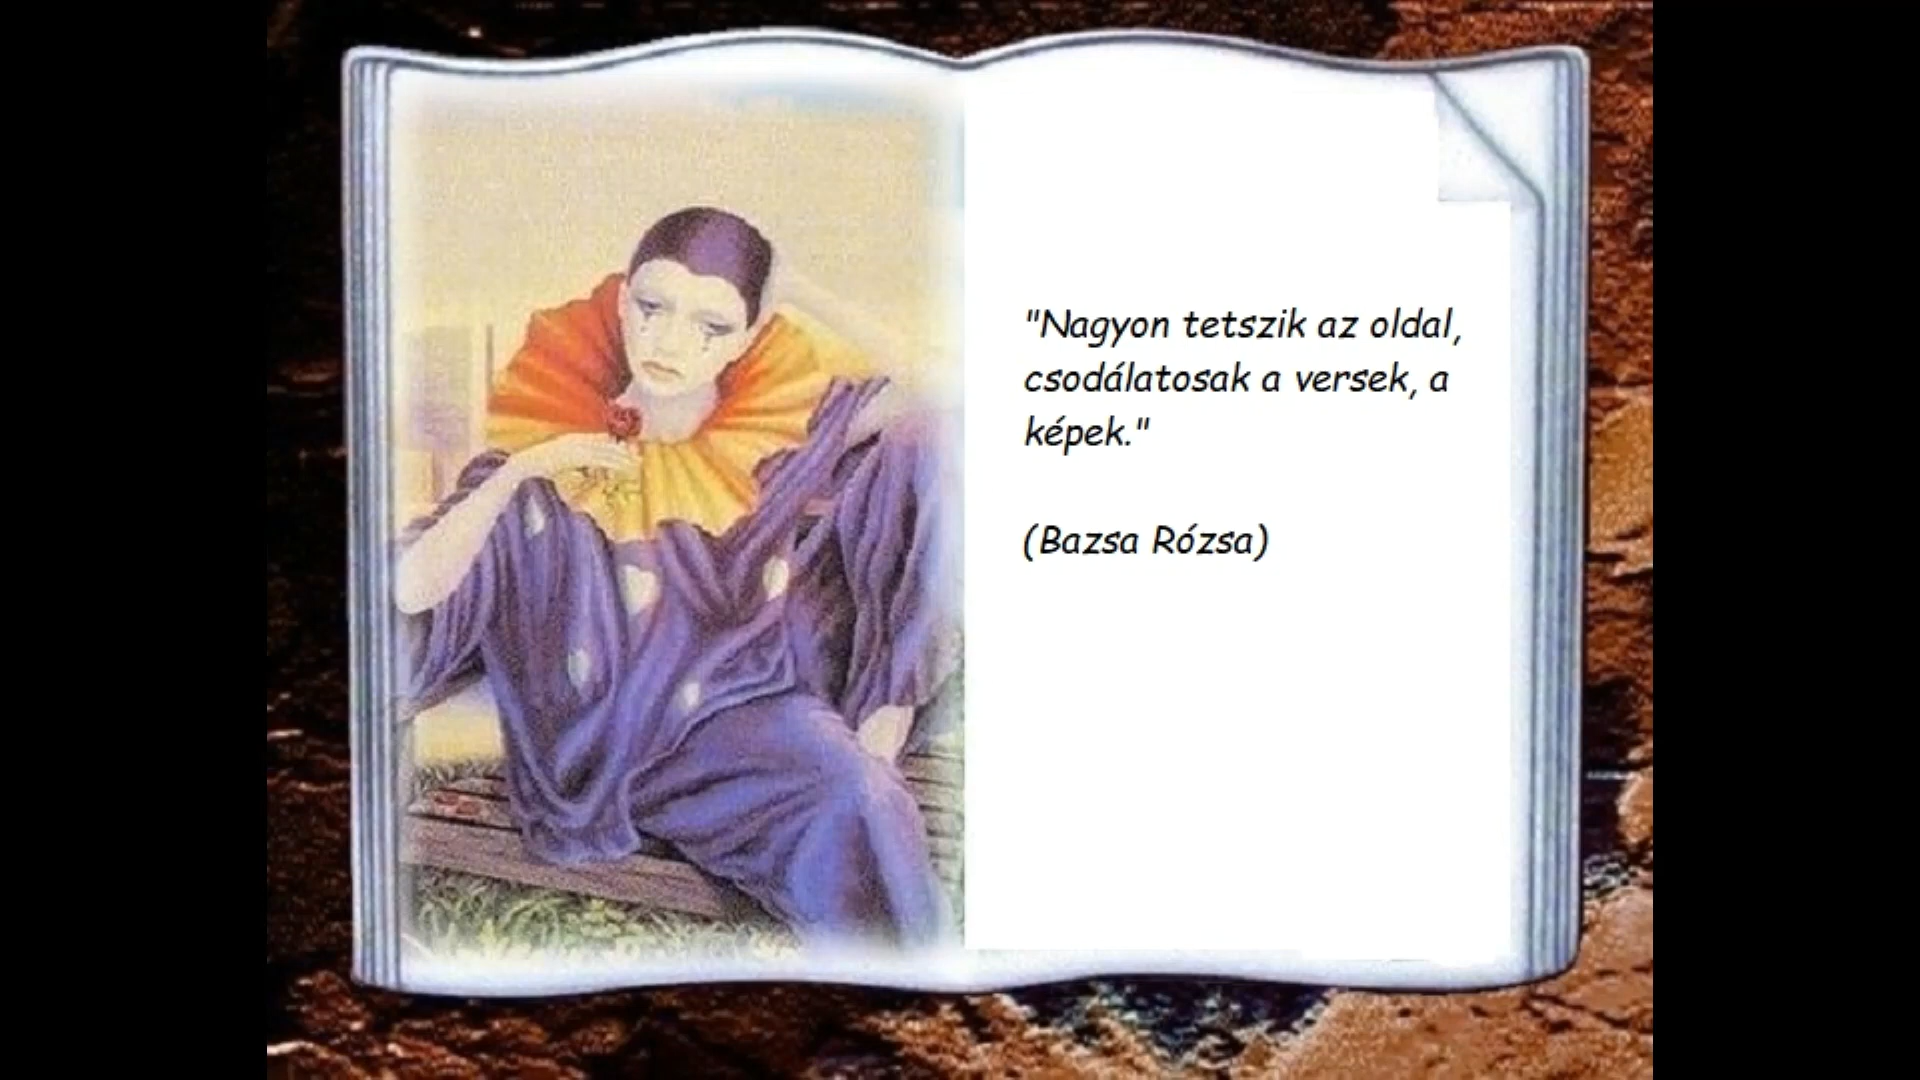 "Nagyon tetszik az oldal,
csodálatosak a versek, a
képek."
(Bazsa Rózsa)